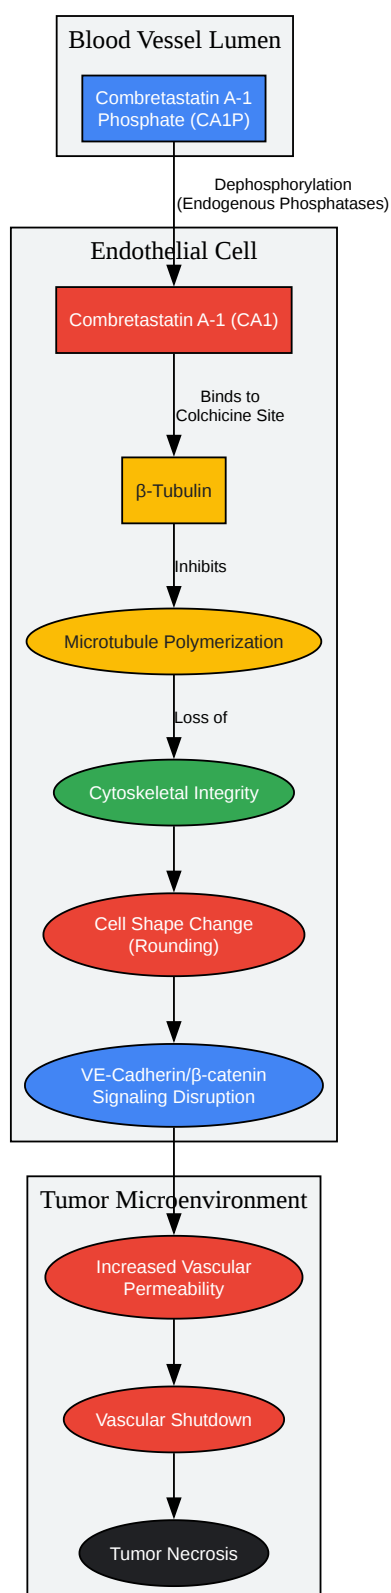 Blood Vessel Lumen
Combretastatin A-1
Phosphate (CA1P)
Dephosphorylation
(Endogenous Phosphatases)
Endothelial Cell
Combretastatin A-1 (CA1)
Binds to
Colchicine Site
β-Tubulin
Inhibits
Microtubule Polymerization
Loss of
Cytoskeletal Integrity
Cell Shape Change
(Rounding)
VE-Cadherin/β-catenin
Signaling Disruption
Tumor Microenvironment
Increased Vascular
Permeability
Vascular Shutdown
Tumor Necrosis